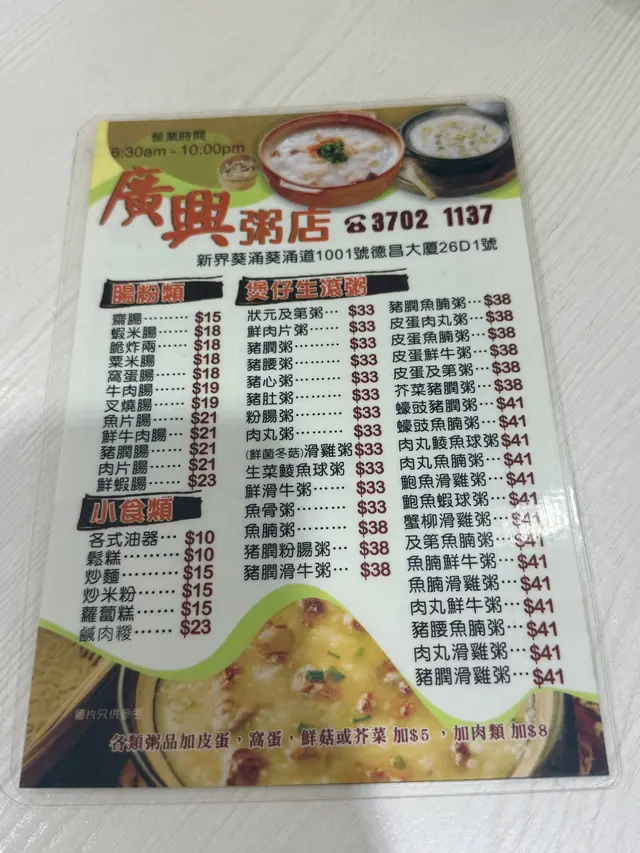 營業時間
6:30am - 10:00pm
廣興粥店 ☎3702 1137
新界葵涌葵涌道1001號德昌大廈26D1號
腸粉類
齋腸········ $15
蝦米腸······ $18
脆炸兩······ $18
粟米腸 $18
窩蛋腸······ $18
牛肉腸······ $19
叉燒腸······ $19
魚片腸······ $21
鮮牛肉腸··· $21
豬膶腸······ $21
肉片腸······ $21
鮮蝦腸······ $23
小食類
各式油器··· $10
鬆糕········· $10
炒麵········· $15
炒米粉······ $15
蘿蔔糕······ $15
鹹肉糉······ $23
煲仔生滾粥
狀元及第粥··· $33
鮮肉片粥··· $33
豬膶粥······ $33
豬腰粥······ $33
豬心粥······ $33
豬肚粥······ $33
粉腸粥······ $33
肉丸粥······ $33
(鮮菌冬菇)滑雞粥 $33
生菜鯪魚球粥 $33
鮮滑牛粥··· $33
魚骨粥······ $33
魚腩粥······ $38
豬膶粉腸粥··· $38
豬膶滑牛粥··· $38
豬膶魚腩粥··· $38
皮蛋肉丸粥··· $38
皮蛋魚腩粥··· $38
皮蛋鮮牛粥··· $38
皮蛋及第粥··· $38
芥菜豬膶粥··· $38
蠔豉豬膶粥··· $41
蠔豉魚腩粥··· $41
肉丸鯪魚球粥 $41
肉丸魚腩粥··· $41
鮑魚滑雞粥··· $41
鮑魚蝦球粥··· $41
蟹柳滑雞粥··· $41
及第魚腩粥··· $41
魚腩鮮牛粥··· $41
魚腩滑雞粥··· $41
肉丸鮮牛粥··· $41
豬腰魚腩粥··· $41
肉丸滑雞粥··· $41
豬膶滑雞粥··· $41
圖片只供參考
各類粥品加皮蛋，窩蛋，鮮菇或芥菜 加$5 ，加肉類 加$8